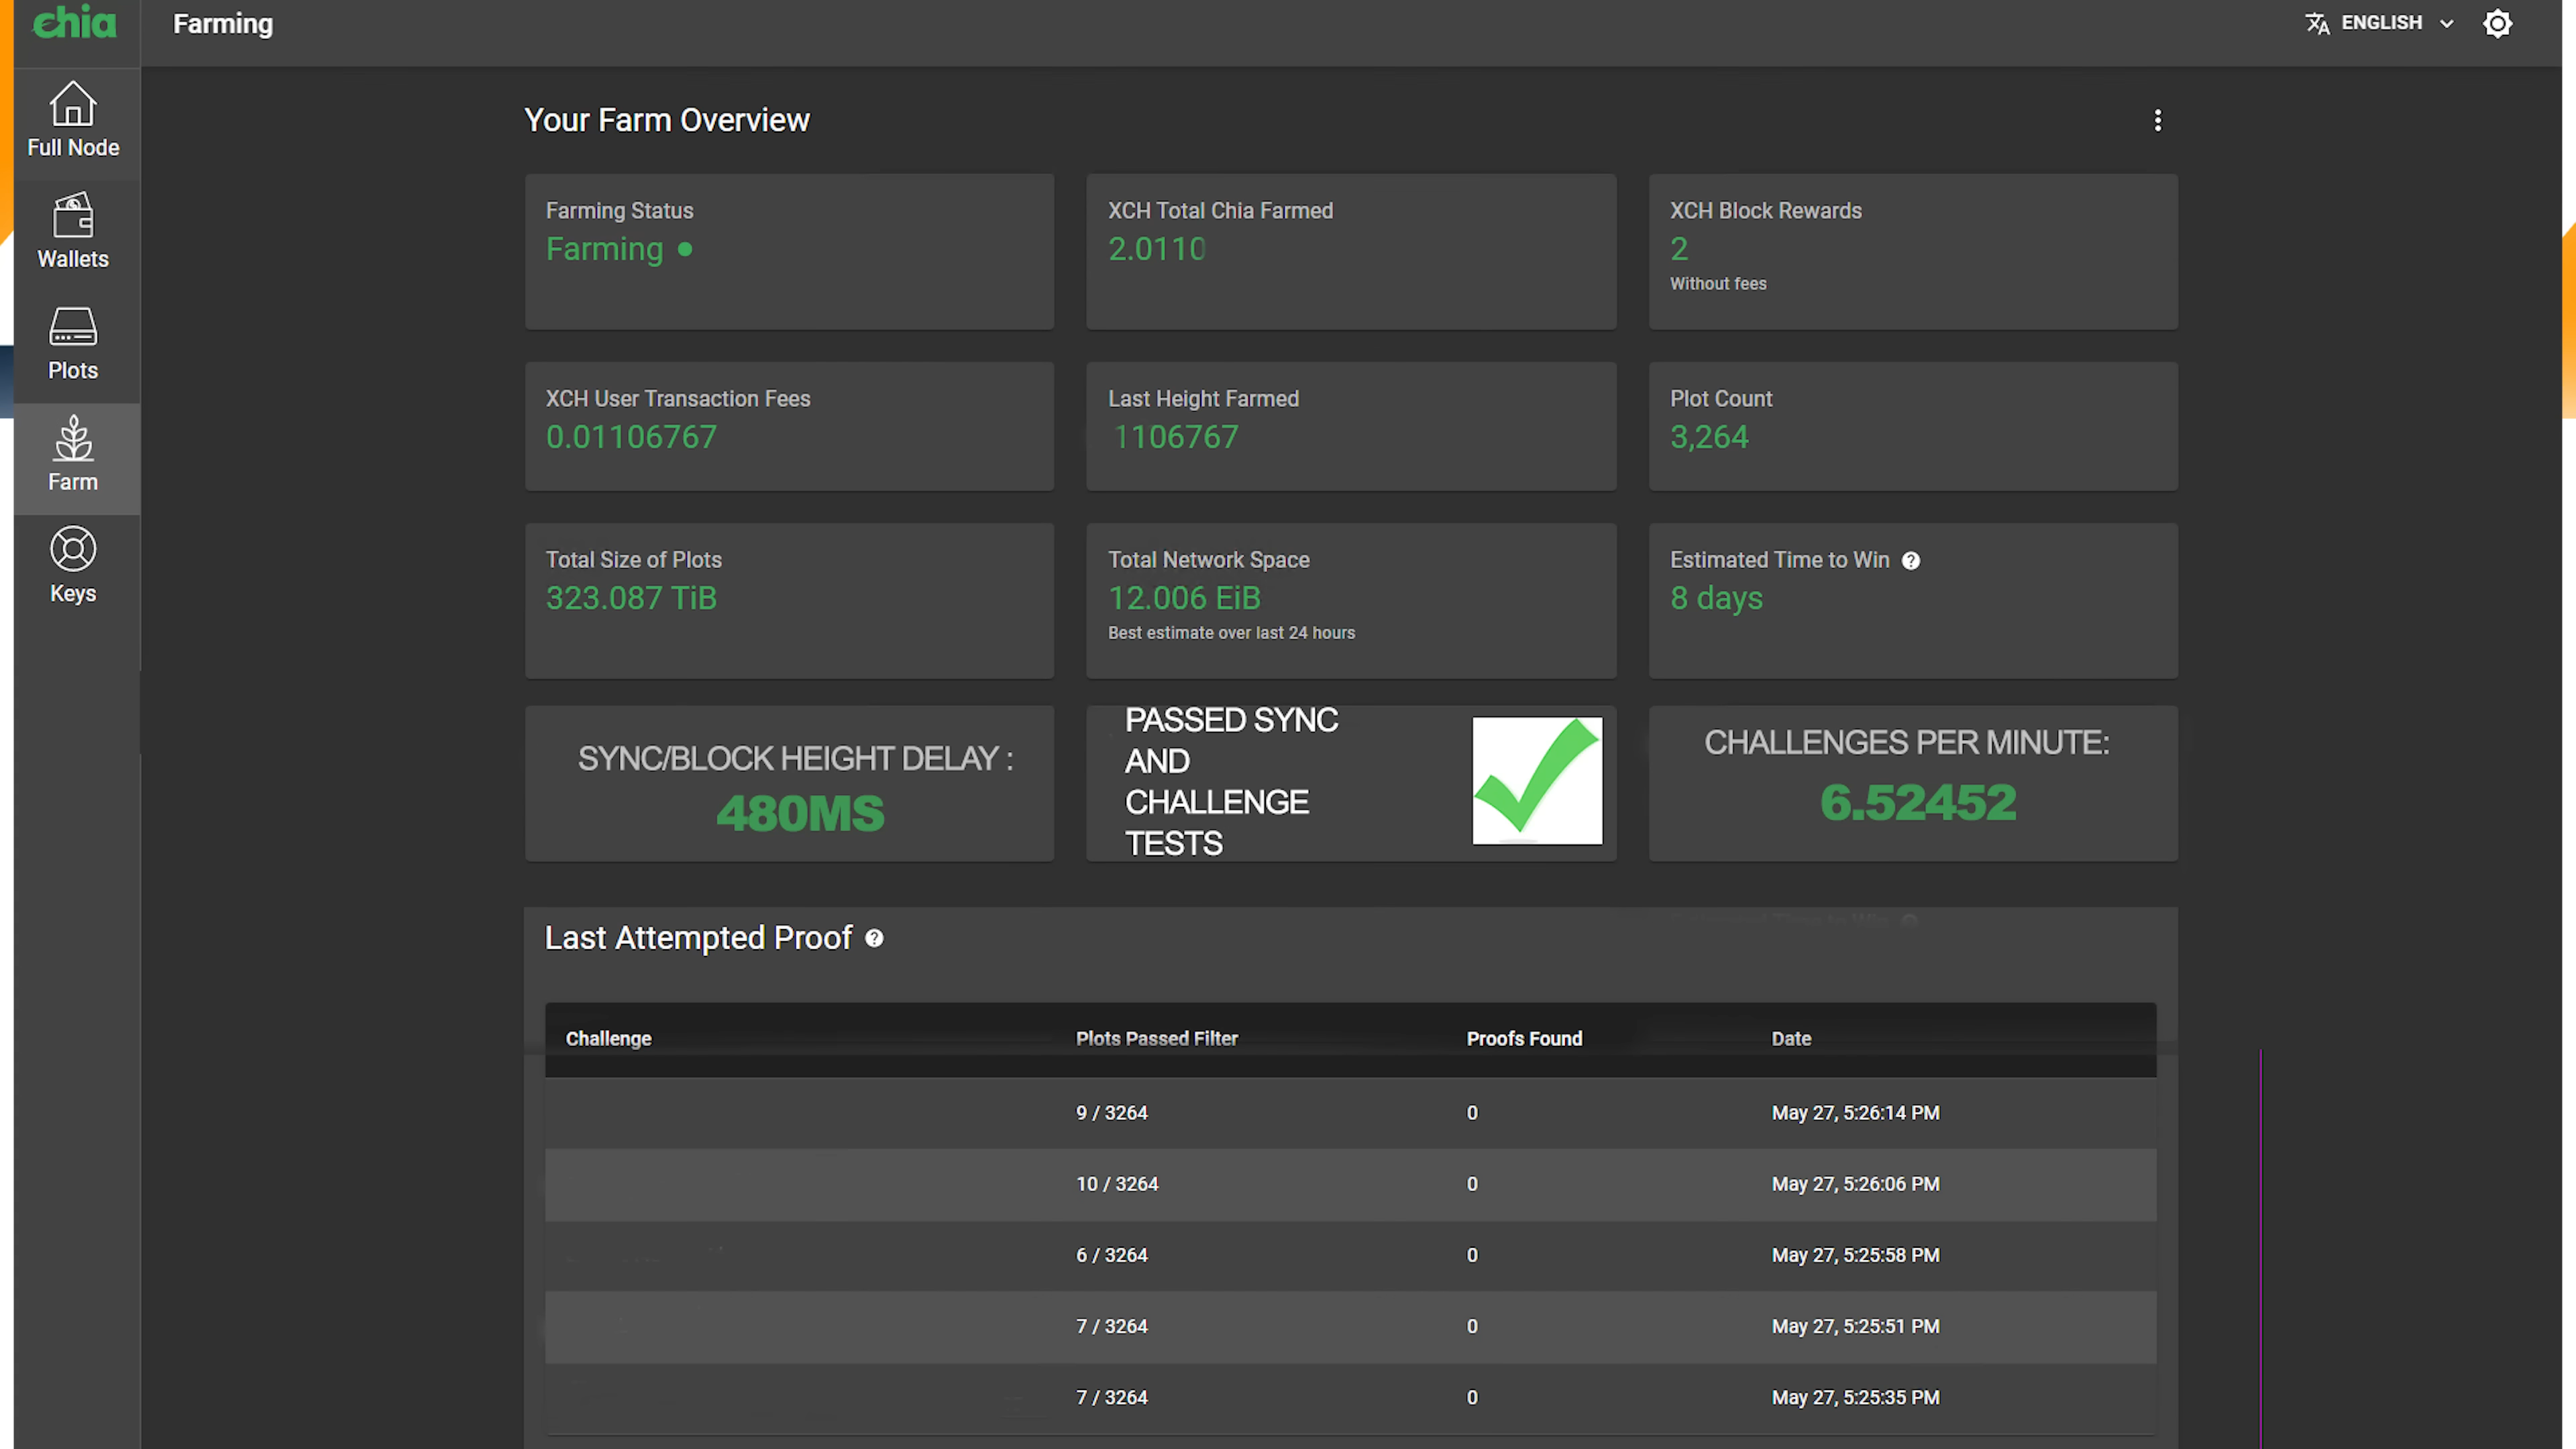 chia
Farming
ENGLISH
Full Node
Wallets
Plots
Farm
Keys
Your Farm Overview
Farming Status
Farming
XCH Total Chia Farmed
2.0110
XCH Block Rewards
2
Without fees
XCH User Transaction Fees
0.01106767
Last Height Farmed
1106767
Plot Count
3,264
Total Size of Plots
323.087 TiB
Total Network Space
12.006 EiB
Best estimate over last 24 hours
Estimated Time to Win ?
8 days
SYNC/BLOCK HEIGHT DELAY :
480MS
PASSED SYNC
AND
CHALLENGE
TESTS
CHALLENGES PER MINUTE:
6.52452
Last Attempted Proof ?
Challenge Plots Passed Filter Proofs Found Date
9 / 3264 0 May 27, 5:26:14 PM
10 / 3264 0 May 27, 5:26:06 PM
6 / 3264 0 May 27, 5:25:58 PM
7 / 3264 0 May 27, 5:25:51 PM
7 / 3264 0 May 27, 5:25:35 PM